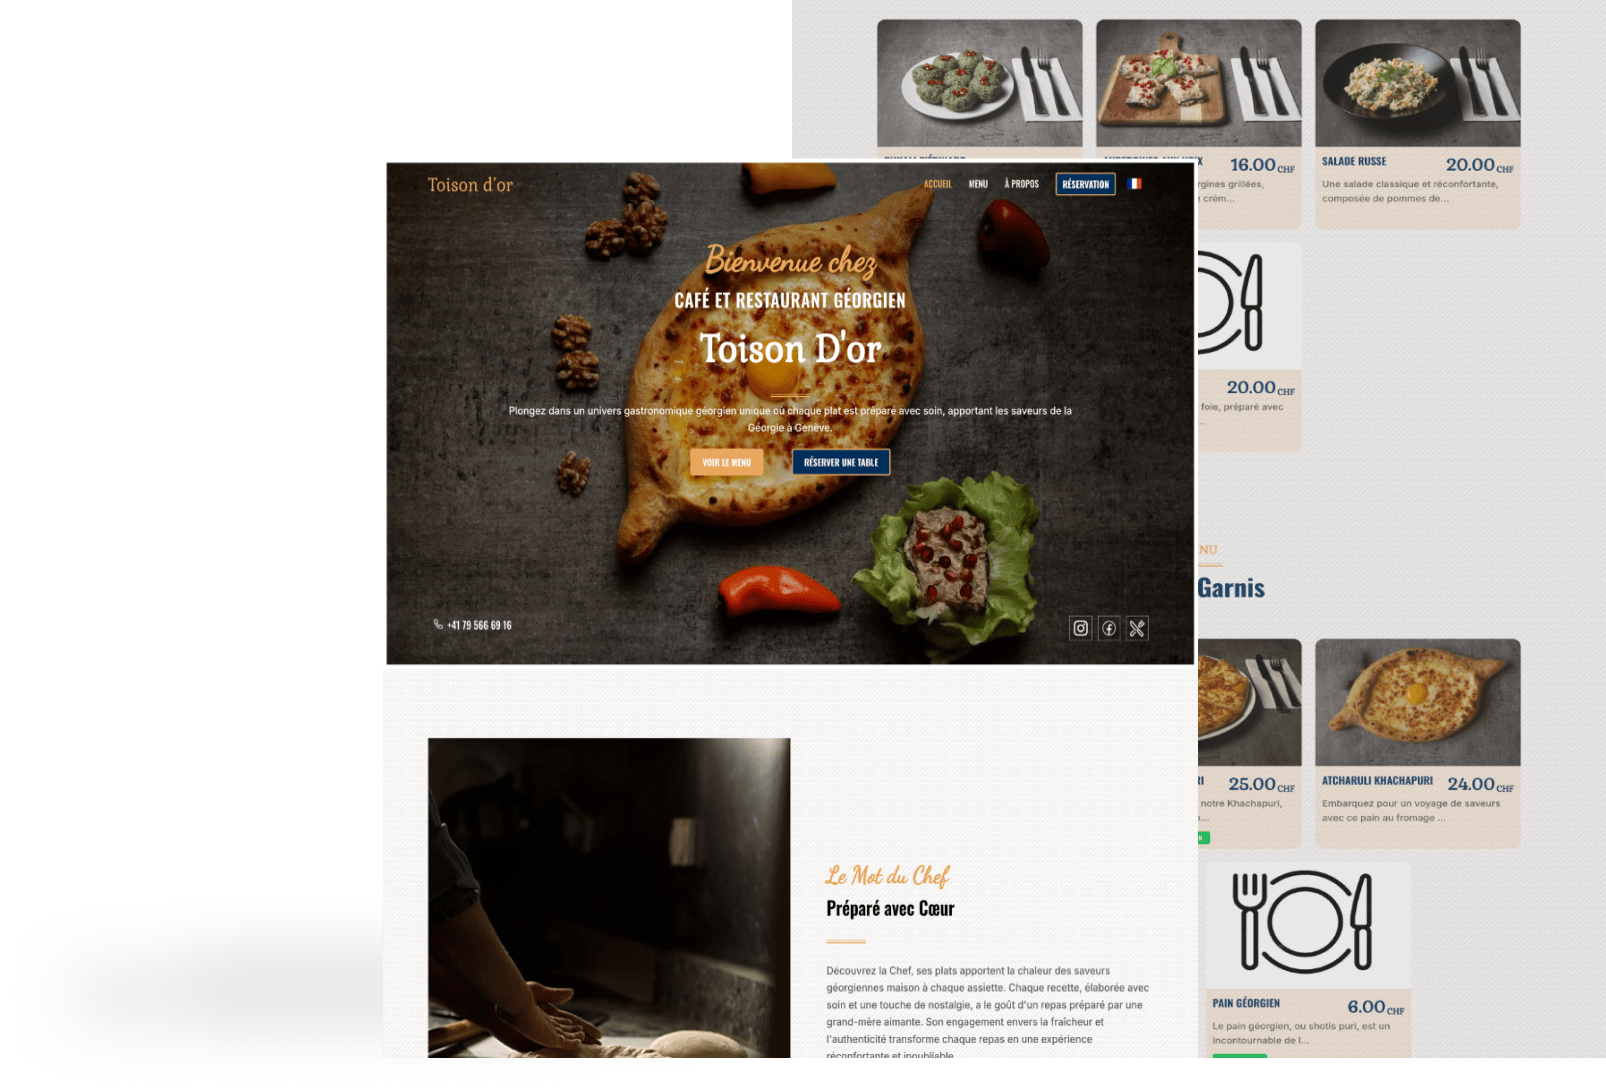 Toison d'or
ACCUEIL MENU À PROPOS RÉSERVATION
Bienvenue chez
CAFÉ ET RESTAURANT GÉORGIEN
Toison D'or
Plongez dans un univers gastronomique géorgien unique où chaque plat est préparé avec soin, apportant les saveurs de la
Géorgie à Genève.
VOIR LE MENU RÉSERVER UNE TABLE
+41 79 566 69 16
Le Mot du Chef
Préparé avec Cœur
Découvrez la Chef, ses plats apportent la chaleur des saveurs
géorgiennes maison à chaque assiette. Chaque recette, élaborée avec
soin et une touche de nostalgie, a le goût d'un repas préparé par une
grand-mère aimante. Son engagement envers la fraîcheur et
l'authenticité transforme chaque repas en une expérience
réconfortante et inoubliable.
16.00 CHF
grillées,
SALADE RUSSE 20.00 CHF
Une salade classique et réconfortante,
composée de pommes de...
20.00 CHF
foie, préparé avec
Garnis
25.00 CHF
notre Khachapuri,
ATCHARULI KHACHAPURI 24.00 CHF
Embarquez pour un voyage de saveurs
avec ce pain au fromage ...
PAIN GÉORGIEN 6.00 CHF
Le pain géorgien, ou shotis puri, est un
incontournable de l...